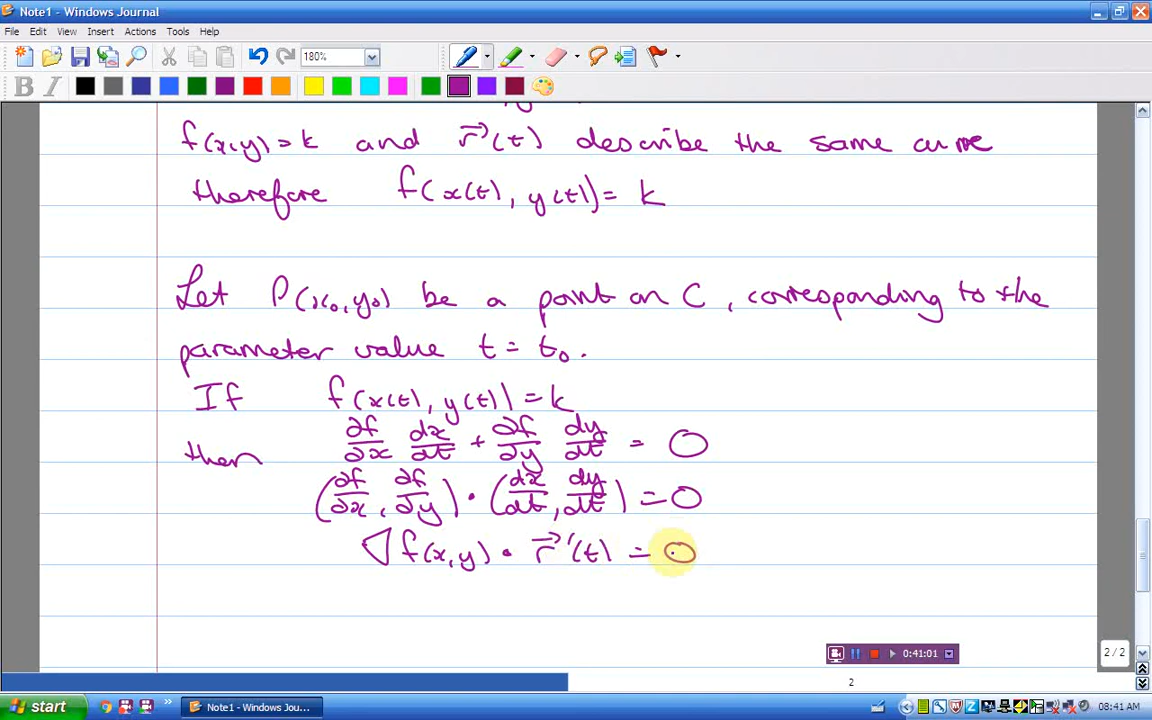 Note1 - Windows Journal
File Edit View Insert Actions Tools Help
180%
B I
f(x,y)=k and r⃗(t) describe the same curve
therefore f(x(t), y(t))= k
Let P(x₀,y₀) be a point on C, corresponding to the
parameter value t = t₀.
If f(x(t), y(t)) = k
then ∂f/∂x dx/dt + ∂f/∂y dy/dt = 0
(∂f/∂x, ∂f/∂y) · (dx/dt, dy/dt) = 0
∇f(x,y) · r⃗'(t) = 0
0:41:01
2 / 2
2
start
Note1 - Windows Jou...
08:41 AM